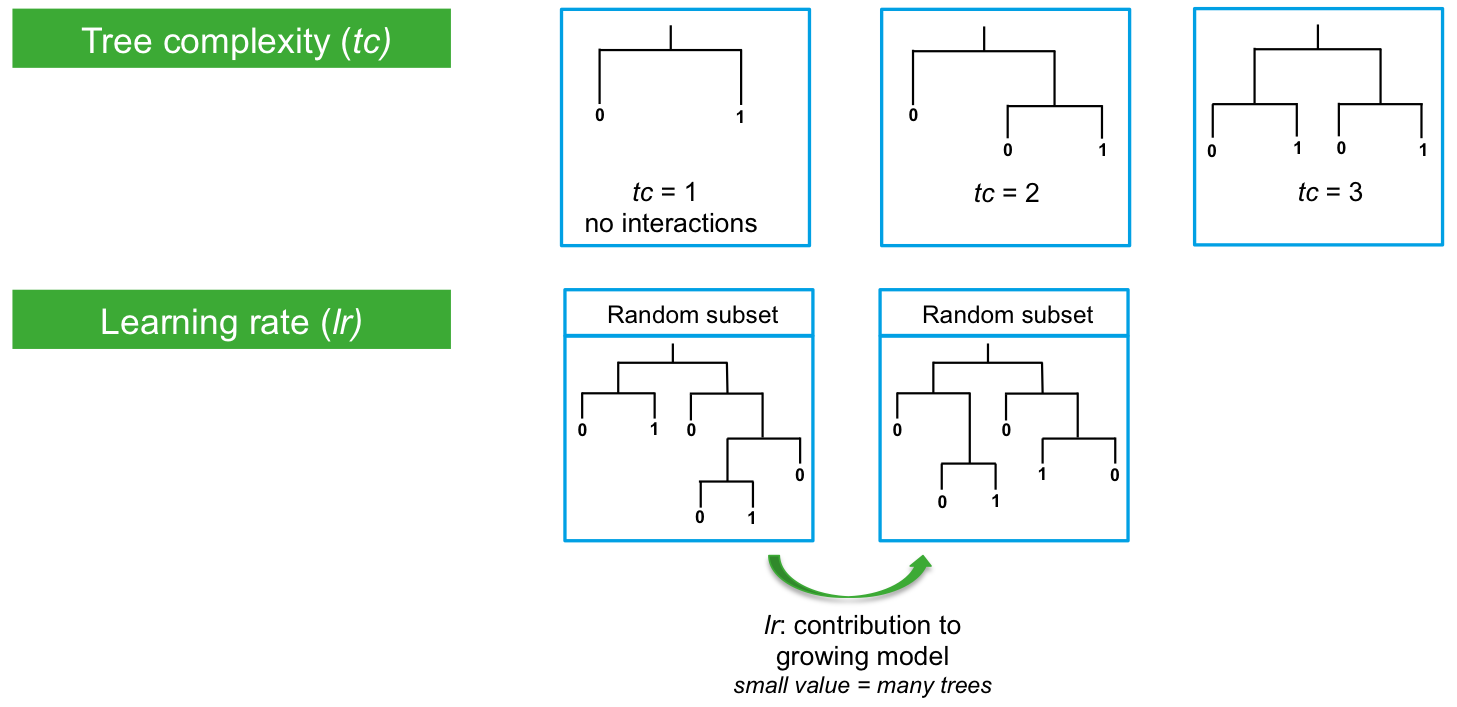 Tree complexity (tc)
0 1
tc = 1
no interactions
0
0 1
tc = 2
0 1 0 1
tc = 3
Learning rate (lr)
Random subset
0 1 0
0
0 1
Random subset
0 0
1 0
0 1
lr: contribution to
growing model
small value = many trees